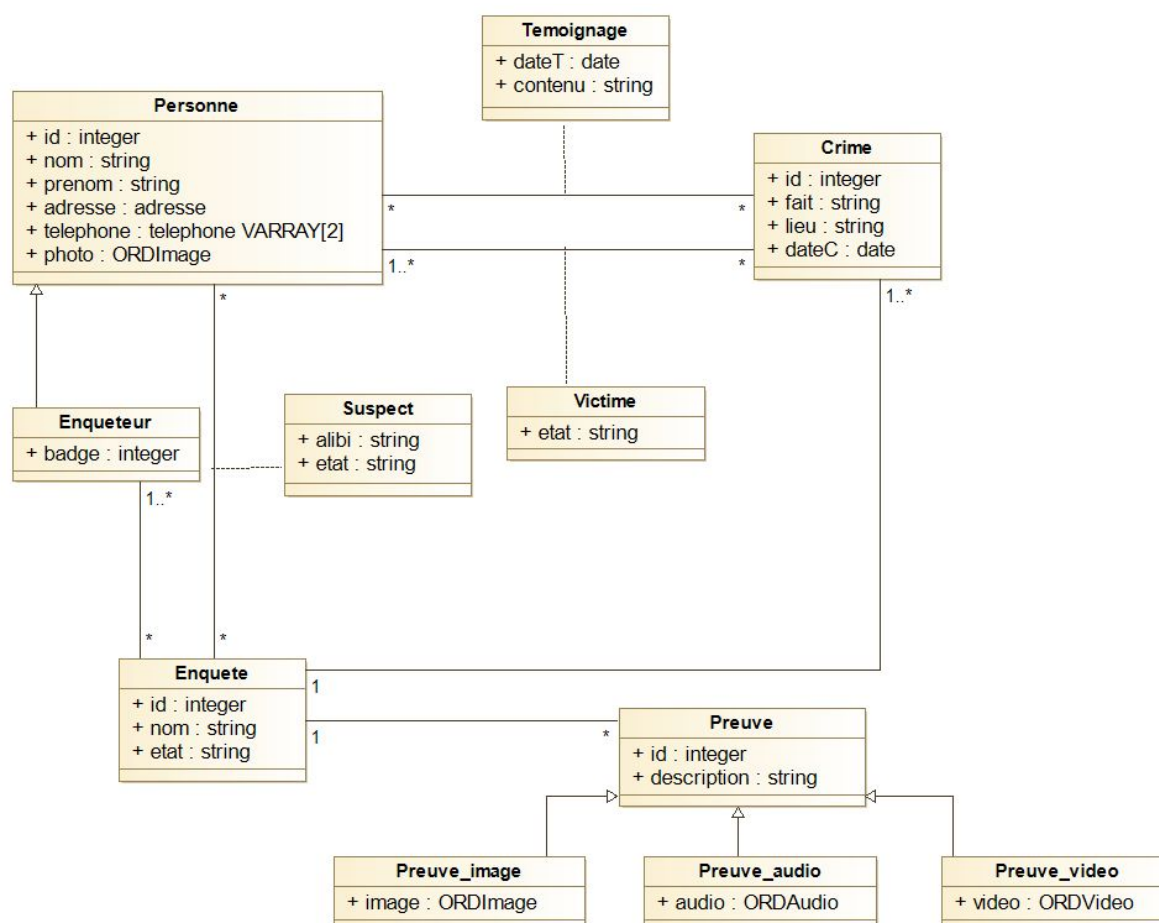 Temoignage
+ dateT : date
+ contenu : string
Personne
+ id : integer
+ nom : string
+ prenom : string
+ adresse : adresse
+ telephone : telephone VARRAY[2]
+ photo : ORDImage
Crime
+ id : integer
+ fait : string
+ lieu : string
+ dateC : date
*
*
1..*
*
*
1..*
Enqueteur
+ badge : integer
Suspect
+ alibi : string
+ etat : string
Victime
+ etat : string
1..*
*
*
Enquete
+ id : integer
+ nom : string
+ etat : string
1
1
*
Preuve
+ id : integer
+ description : string
Preuve_image
+ image : ORDImage
Preuve_audio
+ audio : ORDAudio
Preuve_video
+ video : ORDVideo